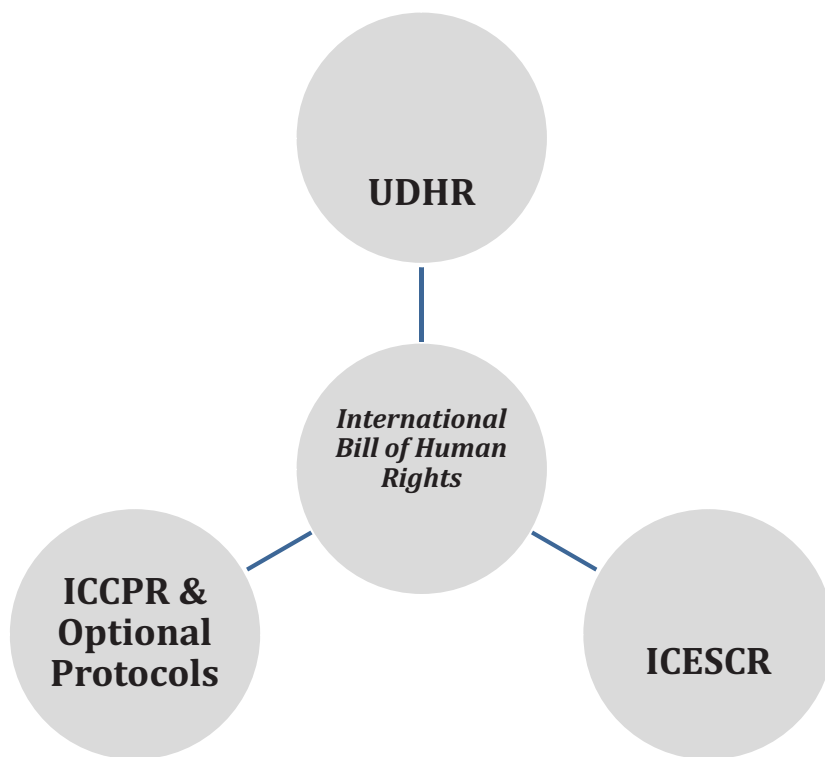 UDHR
International
Bill of Human
Rights
ICCPR &
Optional
Protocols
ICESCR